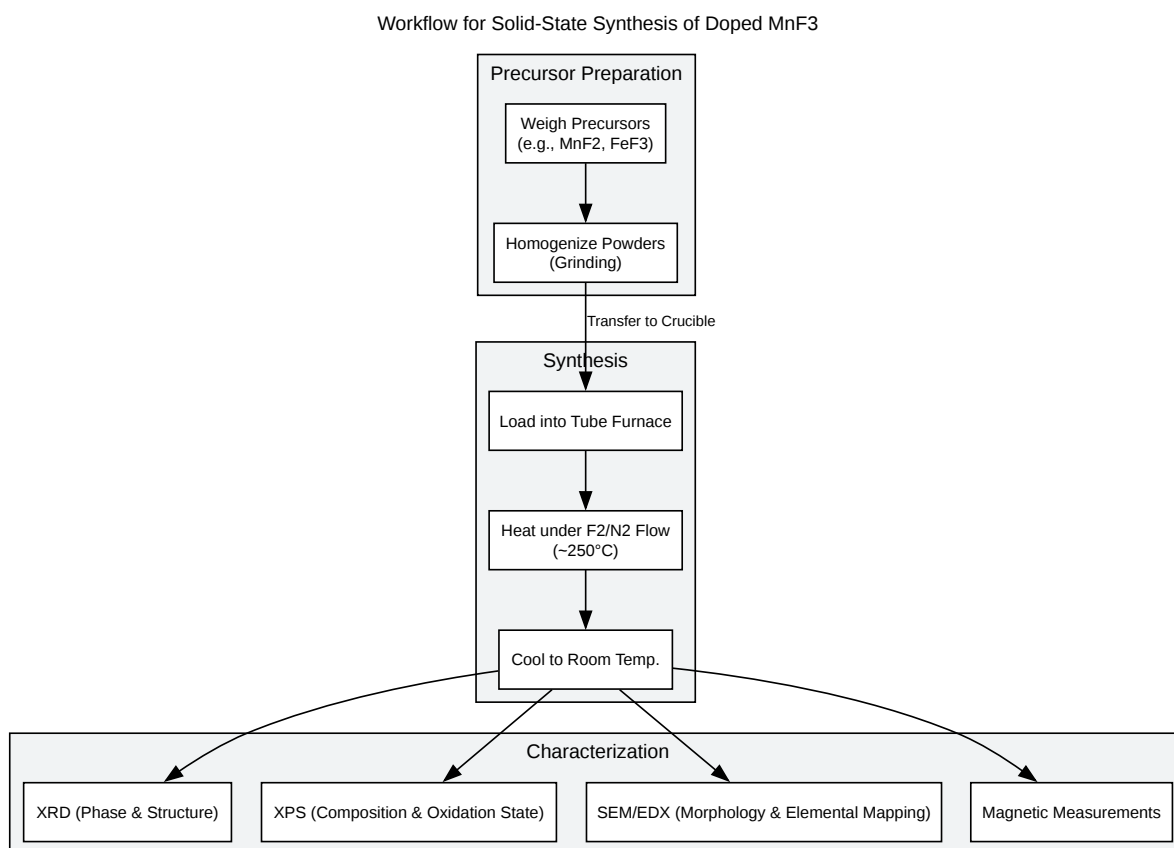 Workflow for Solid-State Synthesis of Doped MnF3
Precursor Preparation
Weigh Precursors
(e.g., MnF2, FeF3)
Homogenize Powders
(Grinding)
Transfer to Crucible
Synthesis
Load into Tube Furnace
Heat under F2/N2 Flow
(~250°C)
Cool to Room Temp.
Characterization
XRD (Phase & Structure)
XPS (Composition & Oxidation State)
SEM/EDX (Morphology & Elemental Mapping)
Magnetic Measurements